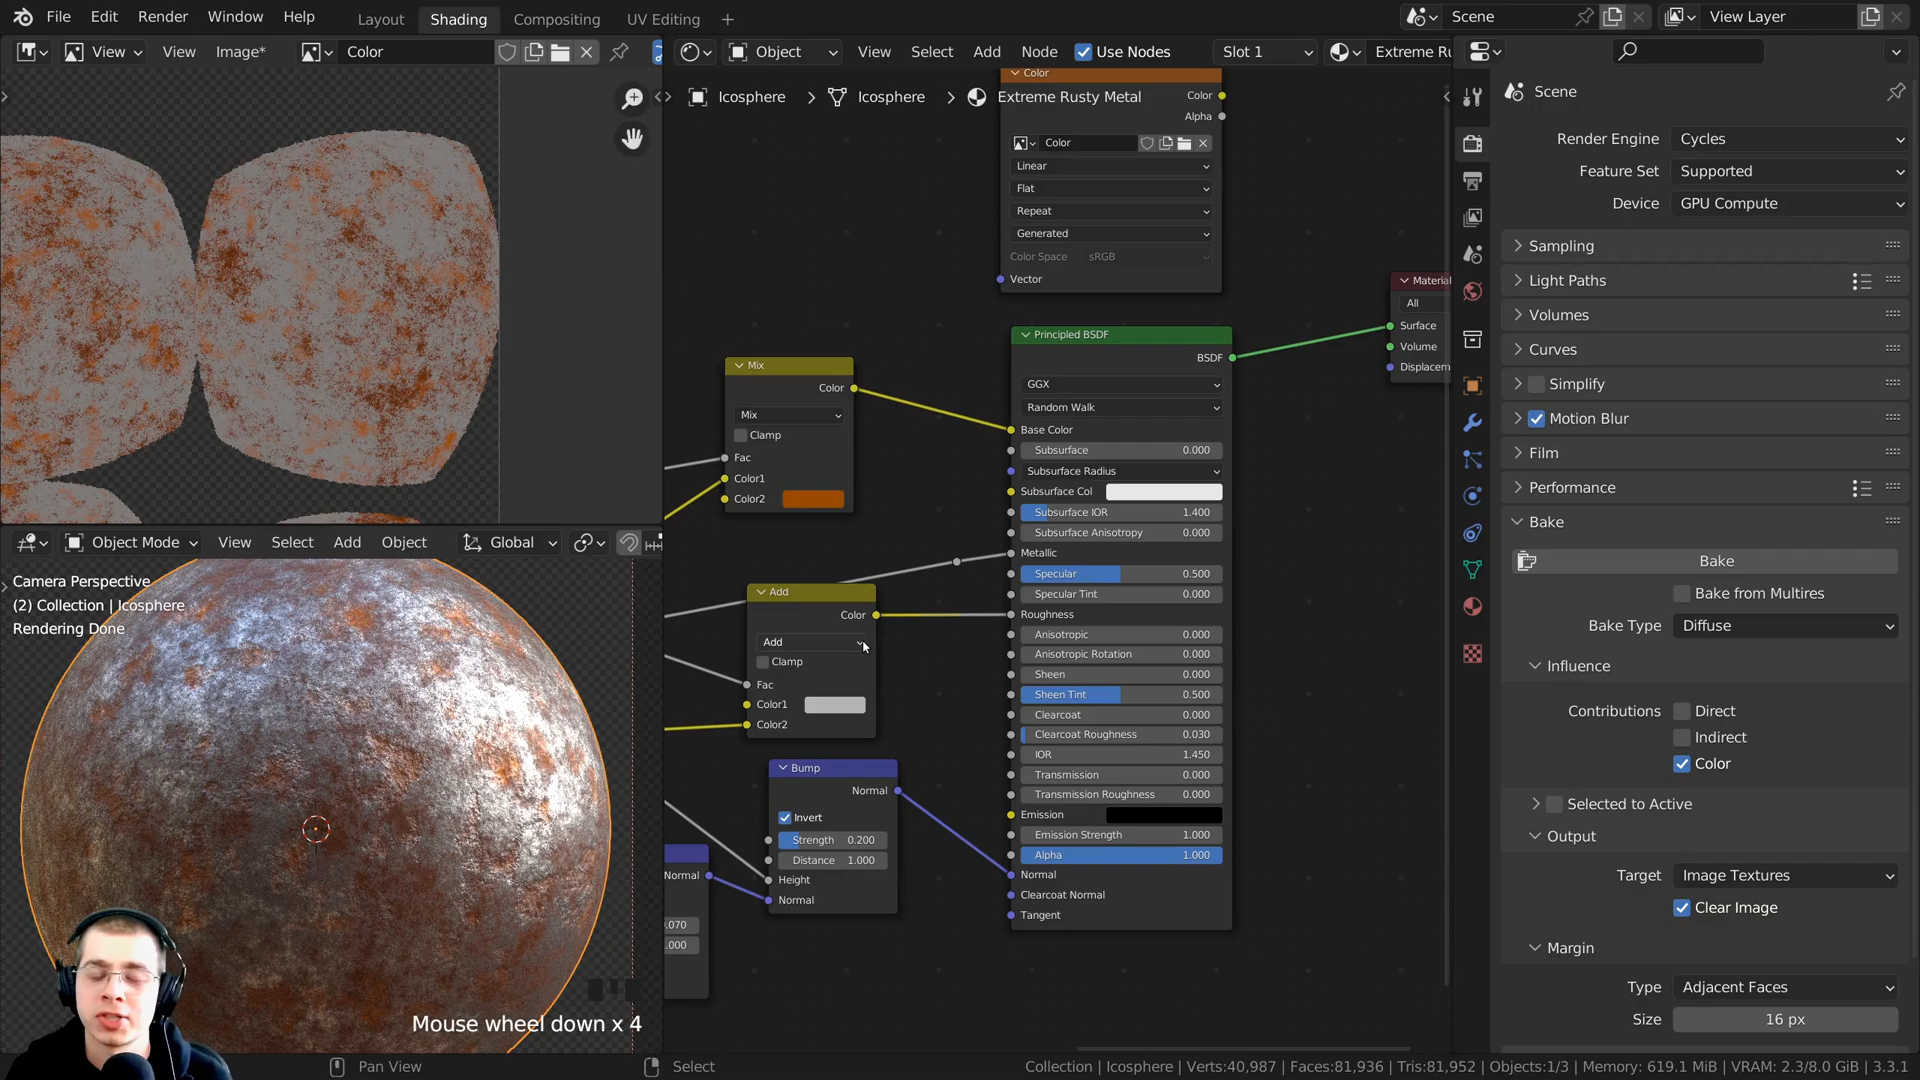 File Edit Render Window Help Layout Shading Compositing UV Editing + Scene View Layer
View View Image* Color Object View Select Add Node Use Nodes Slot 1 Extreme Ru
Icosphere > Icosphere > Extreme Rusty Metal
Color
Color
Alpha
Color
Linear
Flat
Repeat
Generated
Color Space sRGB
Vector
Mix
Color
Mix
Clamp
Fac
Color1
Color2
Add
Color
Add
Clamp
Fac
Color1
Color2
Bump
Normal
Invert
Strength 0.200
Distance 1.000
Height
Normal
Normal
.070
.000
Principled BSDF
BSDF
GGX
Random Walk
Base Color
Subsurface 0.000
Subsurface Radius
Subsurface Col
Subsurface IOR 1.400
Subsurface Anisotropy 0.000
Metallic
Specular 0.500
Specular Tint 0.000
Roughness
Anisotropic 0.000
Anisotropic Rotation 0.000
Sheen 0.000
Sheen Tint 0.500
Clearcoat 0.000
Clearcoat Roughness 0.030
IOR 1.450
Transmission 0.000
Transmission Roughness 0.000
Emission
Emission Strength 1.000
Alpha 1.000
Normal
Clearcoat Normal
Tangent
Material
All
Surface
Volume
Displacem
Object Mode View Select Add Object Global
Camera Perspective
(2) Collection | Icosphere
Rendering Done
Mouse wheel down x 4
Scene
Render Engine Cycles
Feature Set Supported
Device GPU Compute
Sampling
Light Paths
Volumes
Curves
Simplify
Motion Blur
Film
Performance
Bake
Bake
Bake from Multires
Bake Type Diffuse
Influence
Contributions Direct
Indirect
Color
Selected to Active
Output
Target Image Textures
Clear Image
Margin
Type Adjacent Faces
Size 16 px
Pan View Select Collection | Icosphere | Verts:40,987 | Faces:81,936 | Tris:81,952 | Objects:1/3 | Memory: 619.1 MiB | VRAM: 2.3/8.0 GiB | 3.3.1